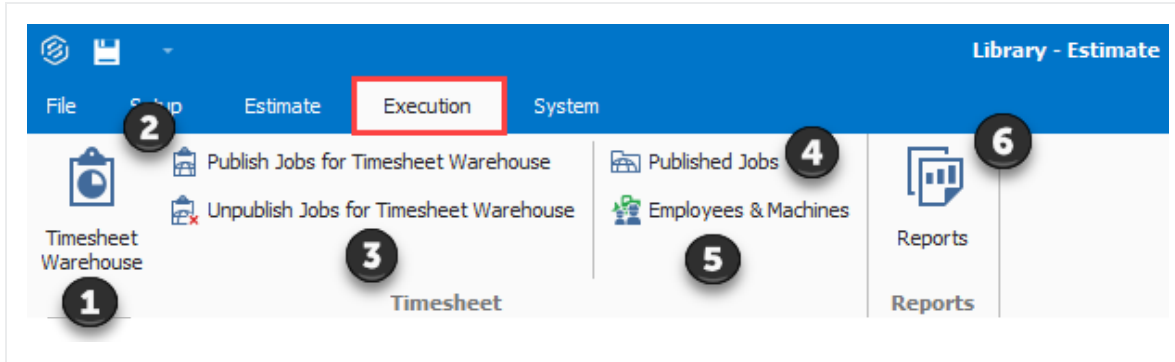 Library - Estimate
File Setup Estimate Execution System
2
Publish Jobs for Timesheet Warehouse
Published Jobs
4
6
Unpublish Jobs for Timesheet Warehouse
Employees & Machines
Timesheet
Warehouse
Reports
3
5
1
Timesheet
Reports